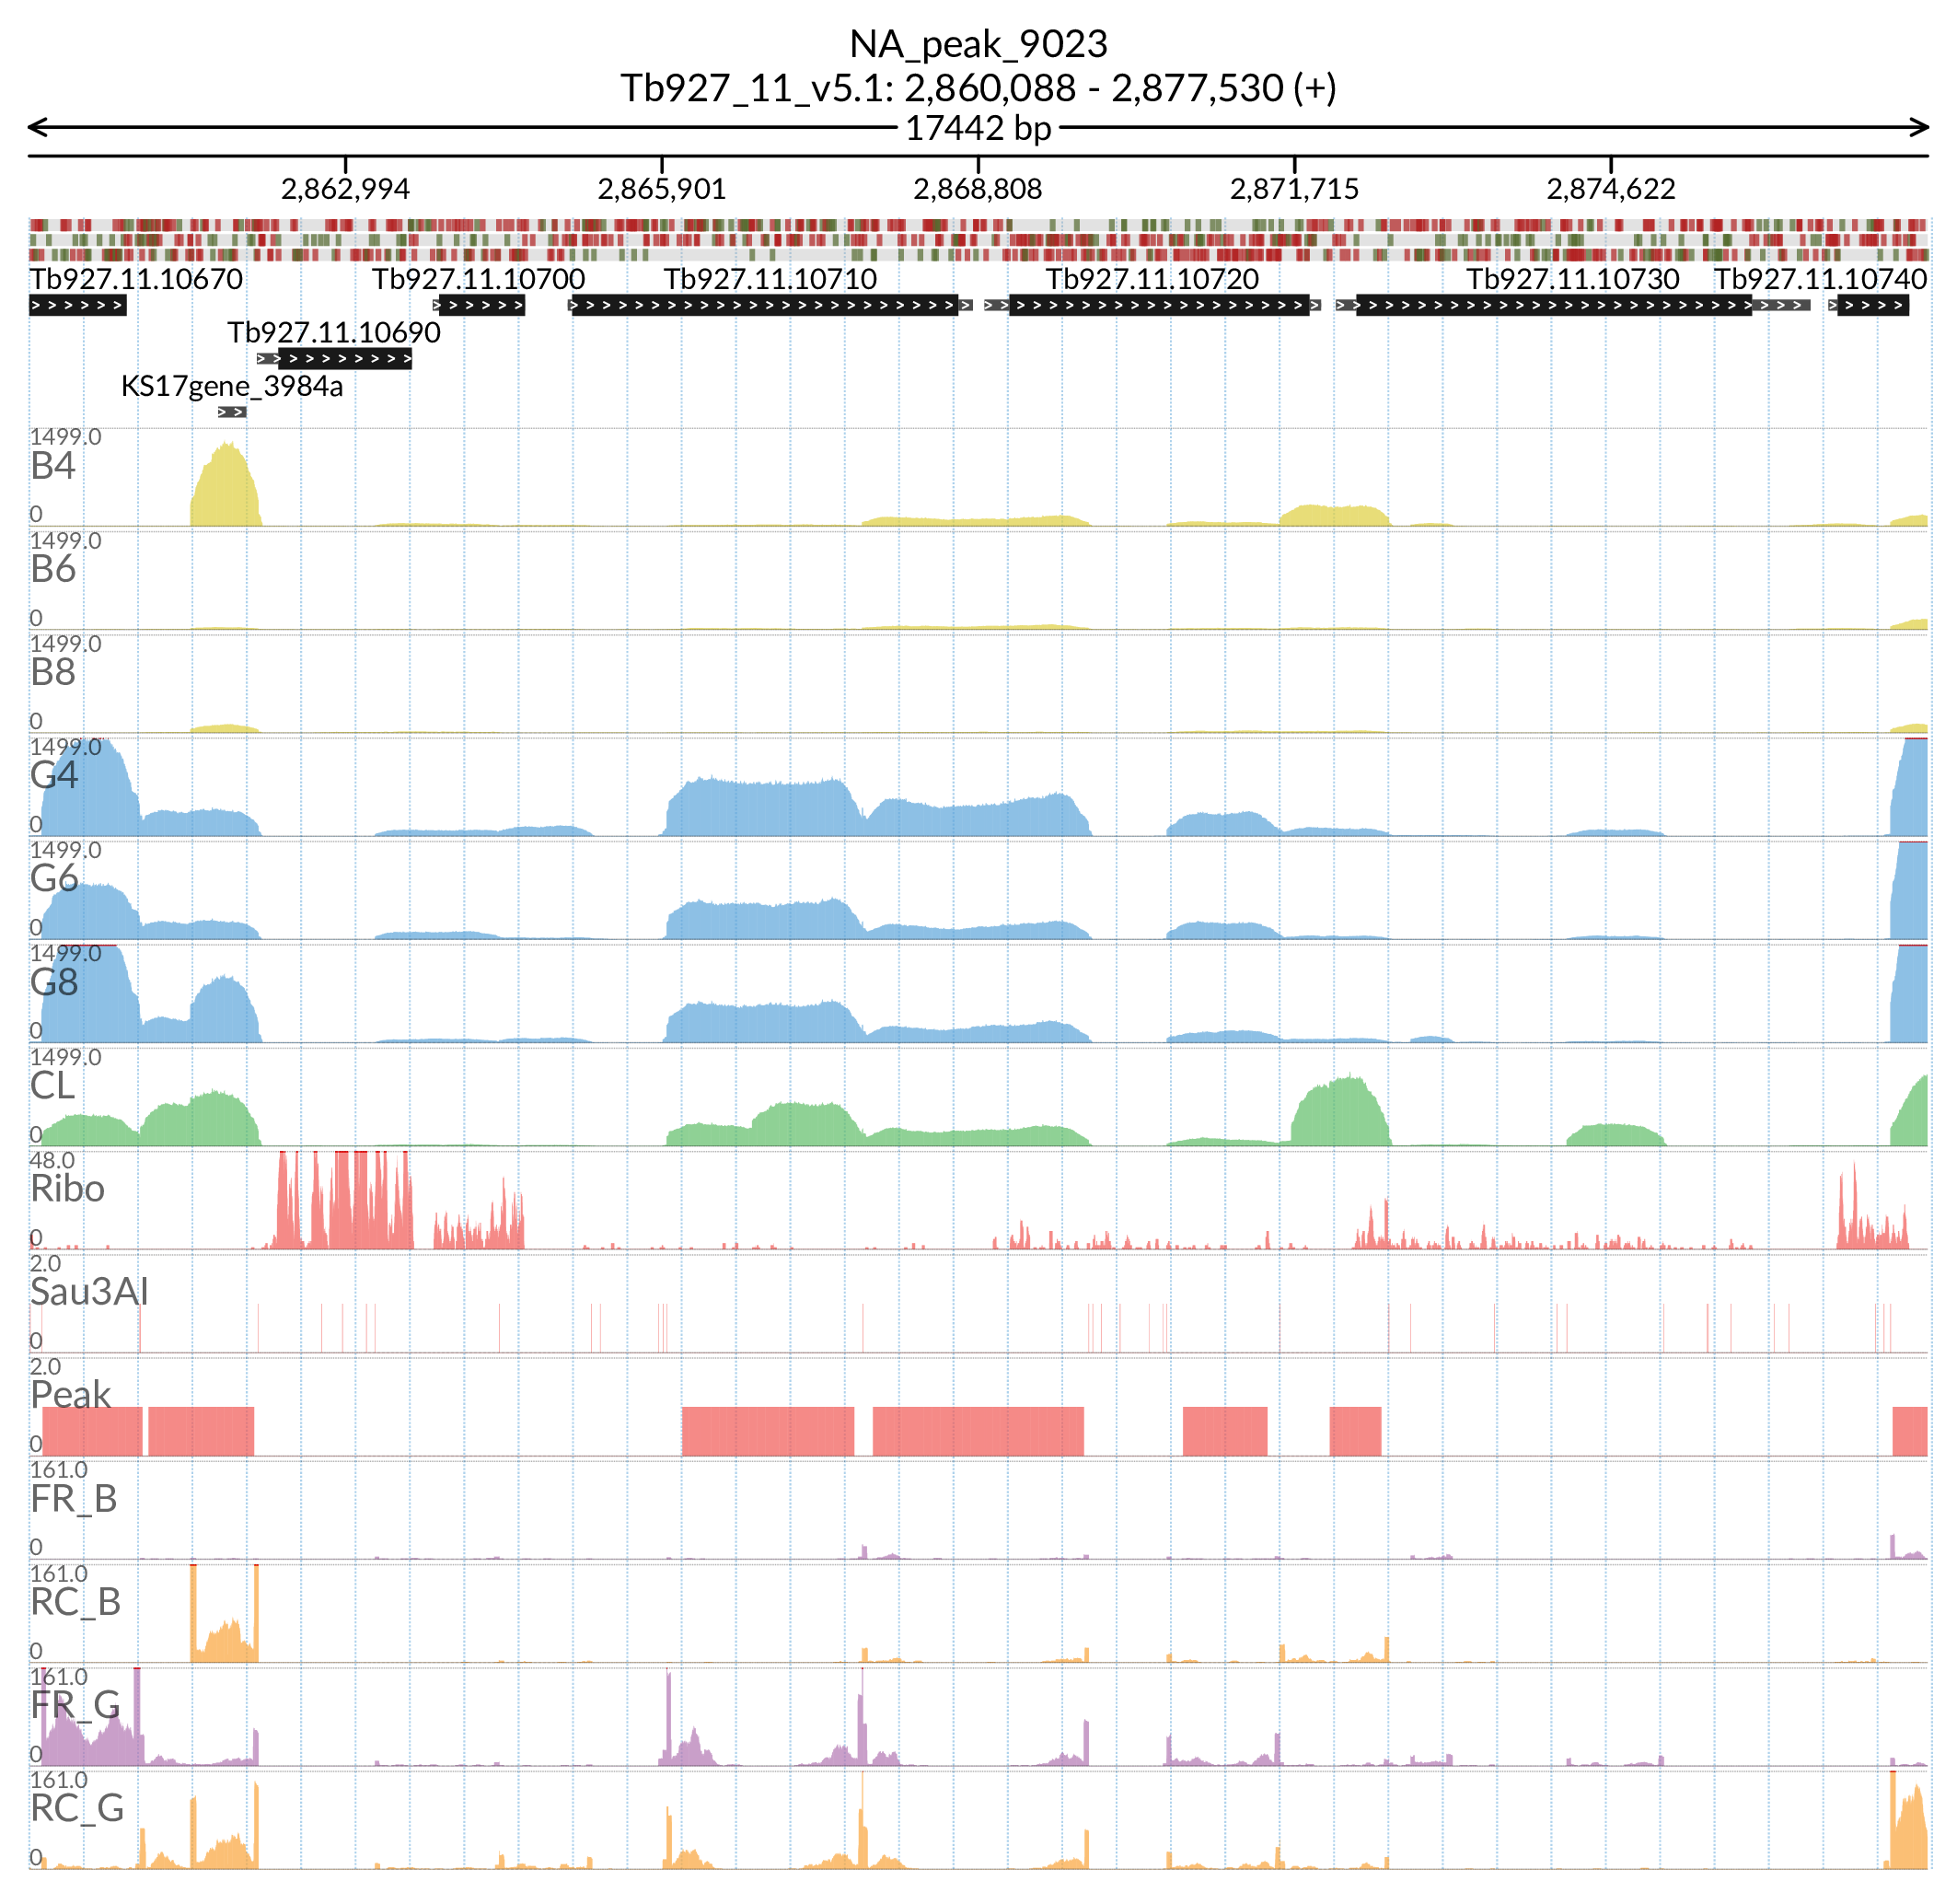 NA_peak_9023
Tb927_11_v5.1: 2,860,088 - 2,877,530 (+)
17442 bp
2,862,994 2,865,901 2,868,808 2,871,715 2,874,622
Tb927.11.10670 Tb927.11.10700 Tb927.11.10710 Tb927.11.10720 Tb927.11.10730 Tb927.11.10740
Tb927.11.10690
KS17gene_3984a
1499.0
B4
0
1499.0
B6
0
1499.0
B8
0
1499.0
G4
0
1499.0
G6
0
1499.0
G8
0
1499.0
CL
0
48.0
Ribo
0
2.0
Sau3AI
0
2.0
Peak
0
161.0
FR_B
0
161.0
RC_B
0
161.0
FR_G
0
161.0
RC_G
0